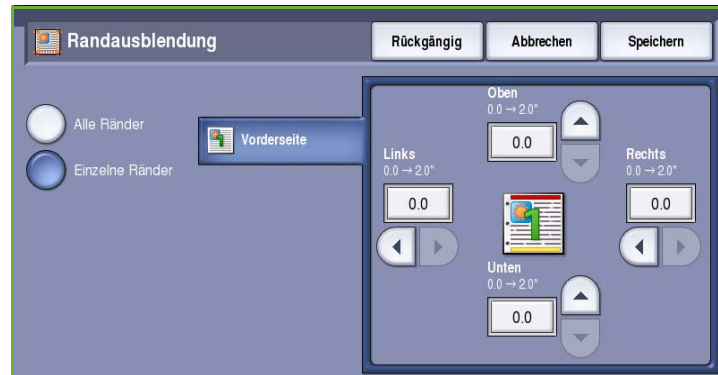 Randausblendung
Rückgängig
Abbrechen
Speichern
Alle Ränder
Einzelne Ränder
Vorderseite
Oben
0.0 → 2.0"
0.0
Links
0.0 → 2.0"
0.0
Rechts
0.0 → 2.0"
0.0
1
Unten
0.0 → 2.0"
0.0